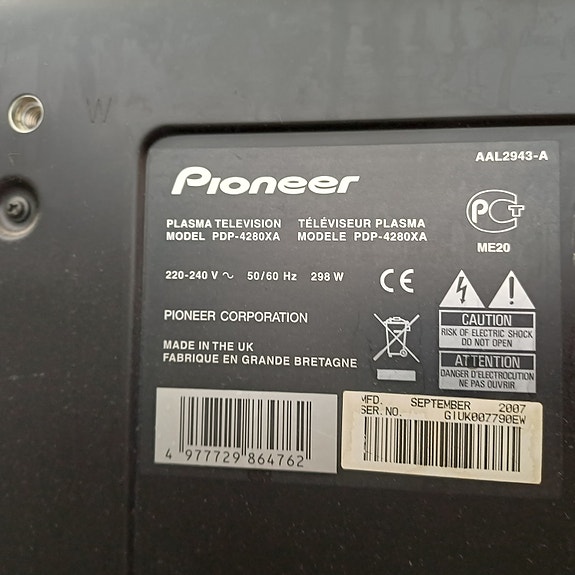 W
AAL2943-A
Pioneer
PLASMA TELEVISION TÉLÉVISEUR PLASMA
MODEL PDP-4280XA MODELE PDP-4280XA
PCT
ME20
220-240 V ~ 50/60 Hz 298 W
CE
PIONEER CORPORATION
CAUTION
RISK OF ELECTRIC SHOCK
DO NOT OPEN
MADE IN THE UK
FABRIQUE EN GRANDE BRETAGNE
ATTENTION
DANGER D'ELECTROCUTION
NE PAS OUVRIR
4 977729 864762
MFD. SEPTEMBER 2007
SER.NO. G1UK007790EW